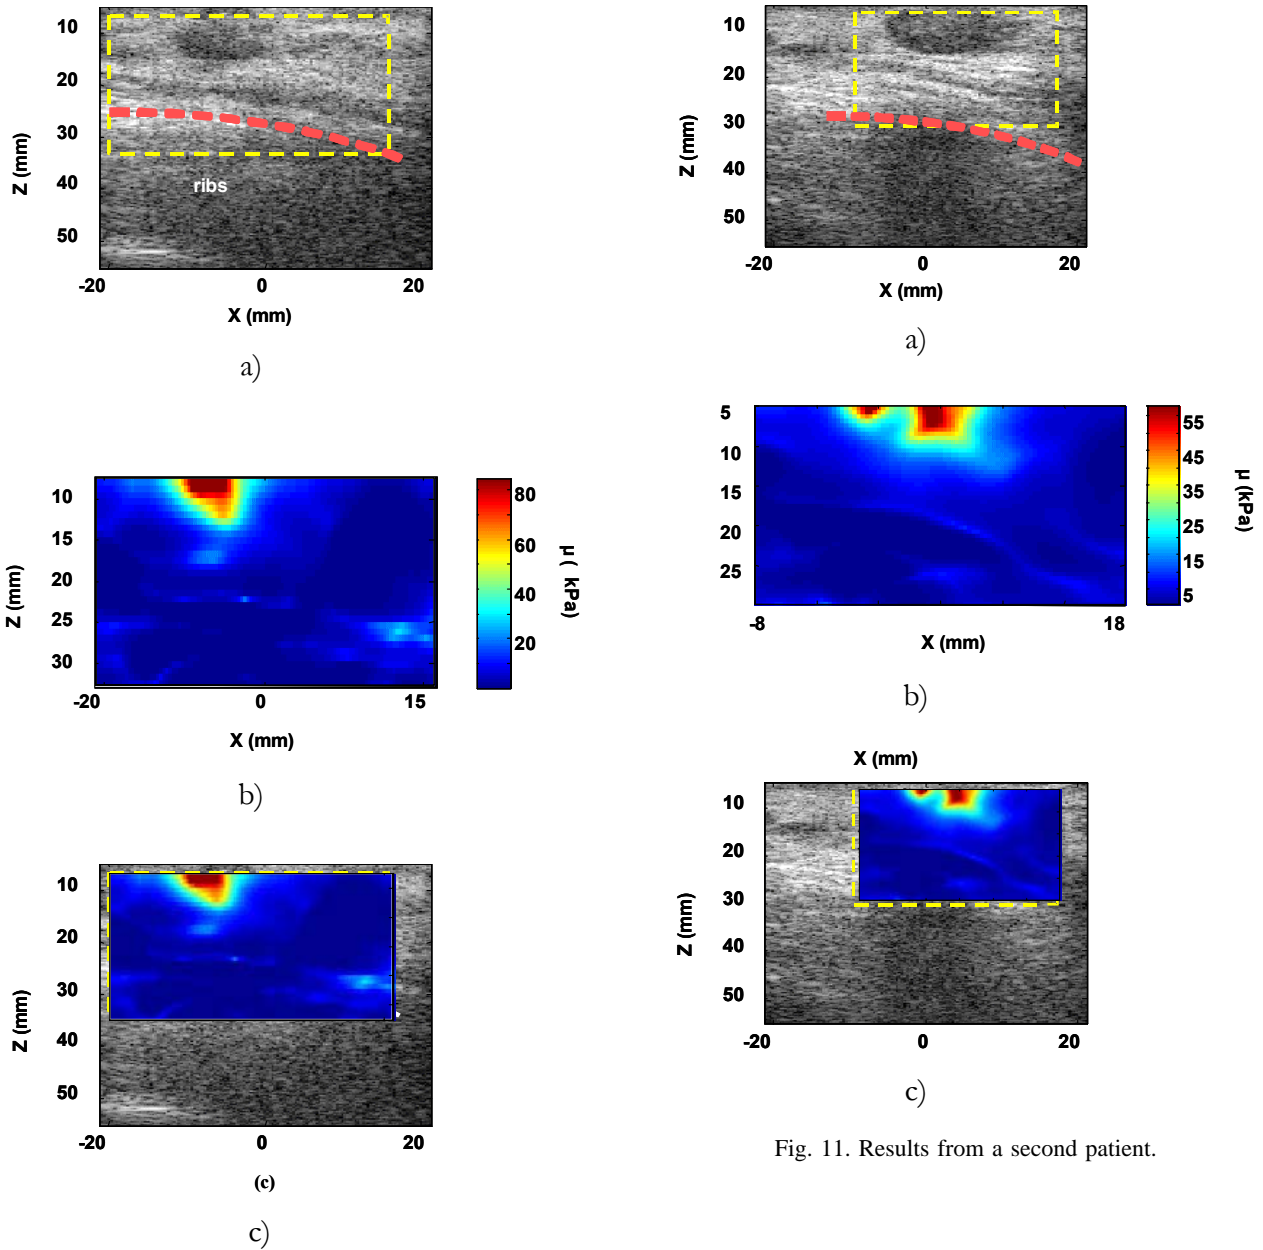 10
20
30
40
50
Z (mm)
ribs
-20 0 20
X (mm)
a)
10
15
20
25
30
Z (mm)
-20 0 15
X (mm)
80
60
40
20
μ ( kPa)
b)
10
20
30
40
50
Z (mm)
-20 0 20
(c)
c)
10
20
30
40
50
Z (mm)
-20 0 20
X (mm)
a)
5
10
15
20
25
-8 18
X (mm)
55
45
35
25
15
5
μ (kPa)
b)
X (mm)
10
20
30
40
50
Z (mm)
-20 0 20
c)
Fig. 11. Results from a second patient.